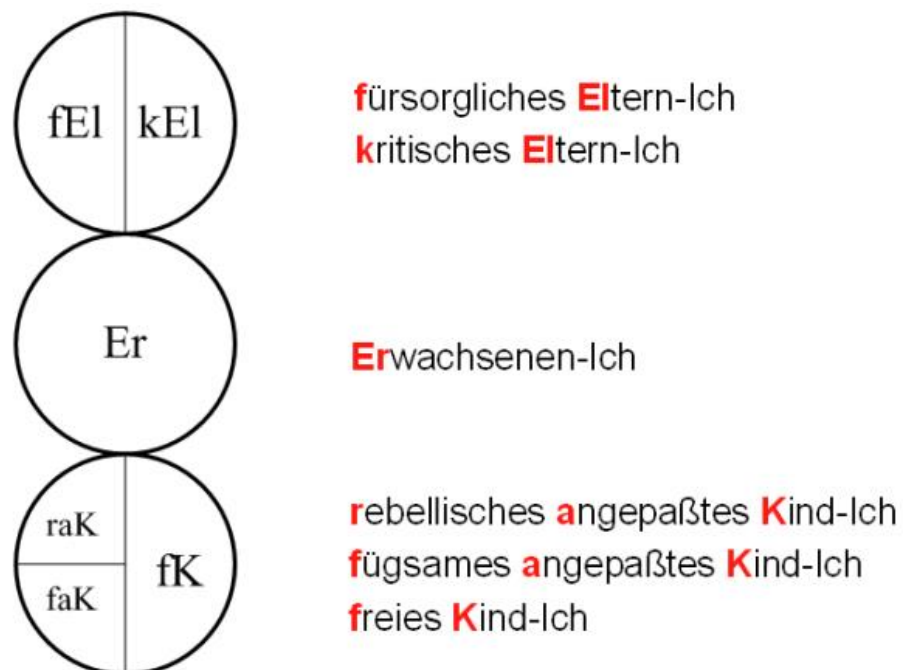 fEl kEl
fürsorgliches Eltern-Ich
kritisches Eltern-Ich
Er
Erwachsenen-Ich
raK
faK
fK
rebellisches angepaßtes Kind-Ich
fügsames angepaßtes Kind-Ich
freies Kind-Ich